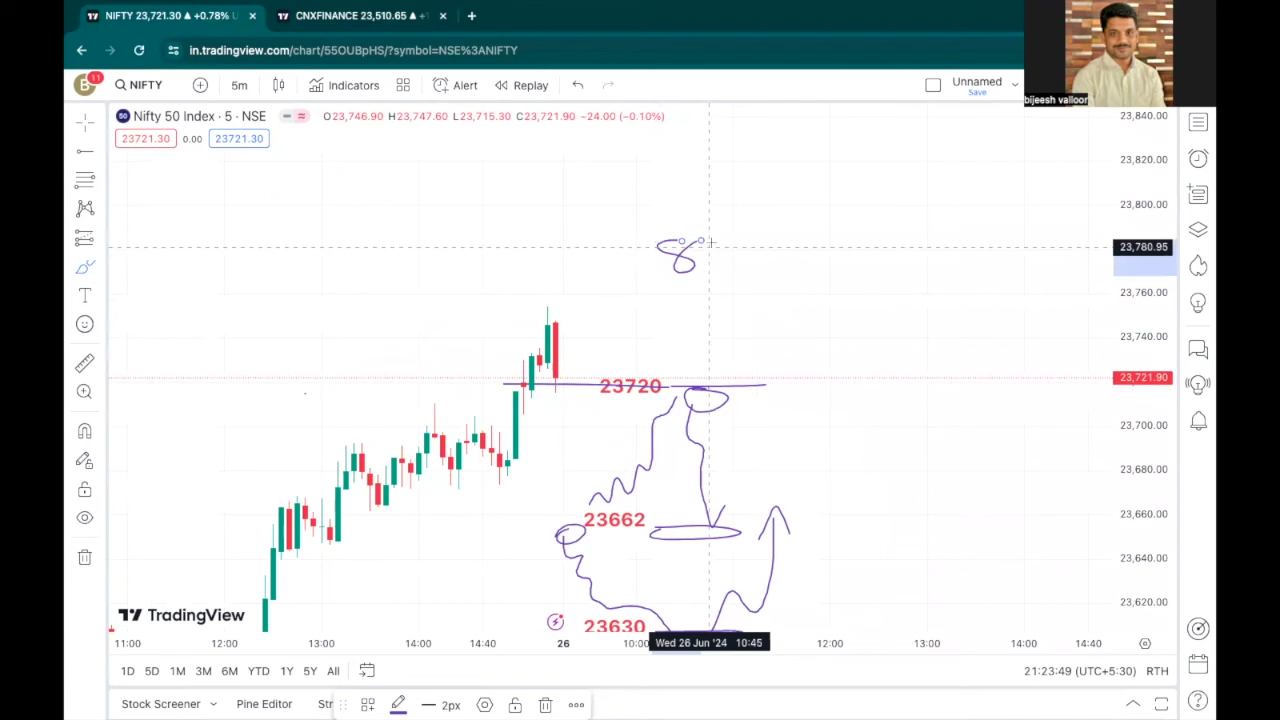 NIFTY 23,721.30 ▲ +0.78% U
CNXFINANCE 23,510.65 ▲ +
in.tradingview.com/chart/55OUBpHS/?symbol=NSE%3ANIFTY
B 11 NIFTY 5m Indicators Alert Replay Unnamed
Save
bijeesh valloor
50 Nifty 50 Index · 5 · NSE O23,746.90 H23,747.60 L23,715.30 C23,721.90 −24.00 (−0.10%)
23721.30 0.00 23721.30
23,840.00
23,820.00
23,800.00
8
23,780.95
23,760.00
23,740.00
23,721.90
23720
23,700.00
23,680.00
23,660.00
23662
23,640.00
23,620.00
TradingView
23630
11:00 12:00 13:00 14:00 14:40 26 10:00 Wed 26 Jun '24 10:45 12:00 13:00 14:00 14:40
1D 5D 1M 3M 6M YTD 1Y 5Y All 21:23:49 (UTC+5:30) RTH
Stock Screener Pine Editor Str 2px